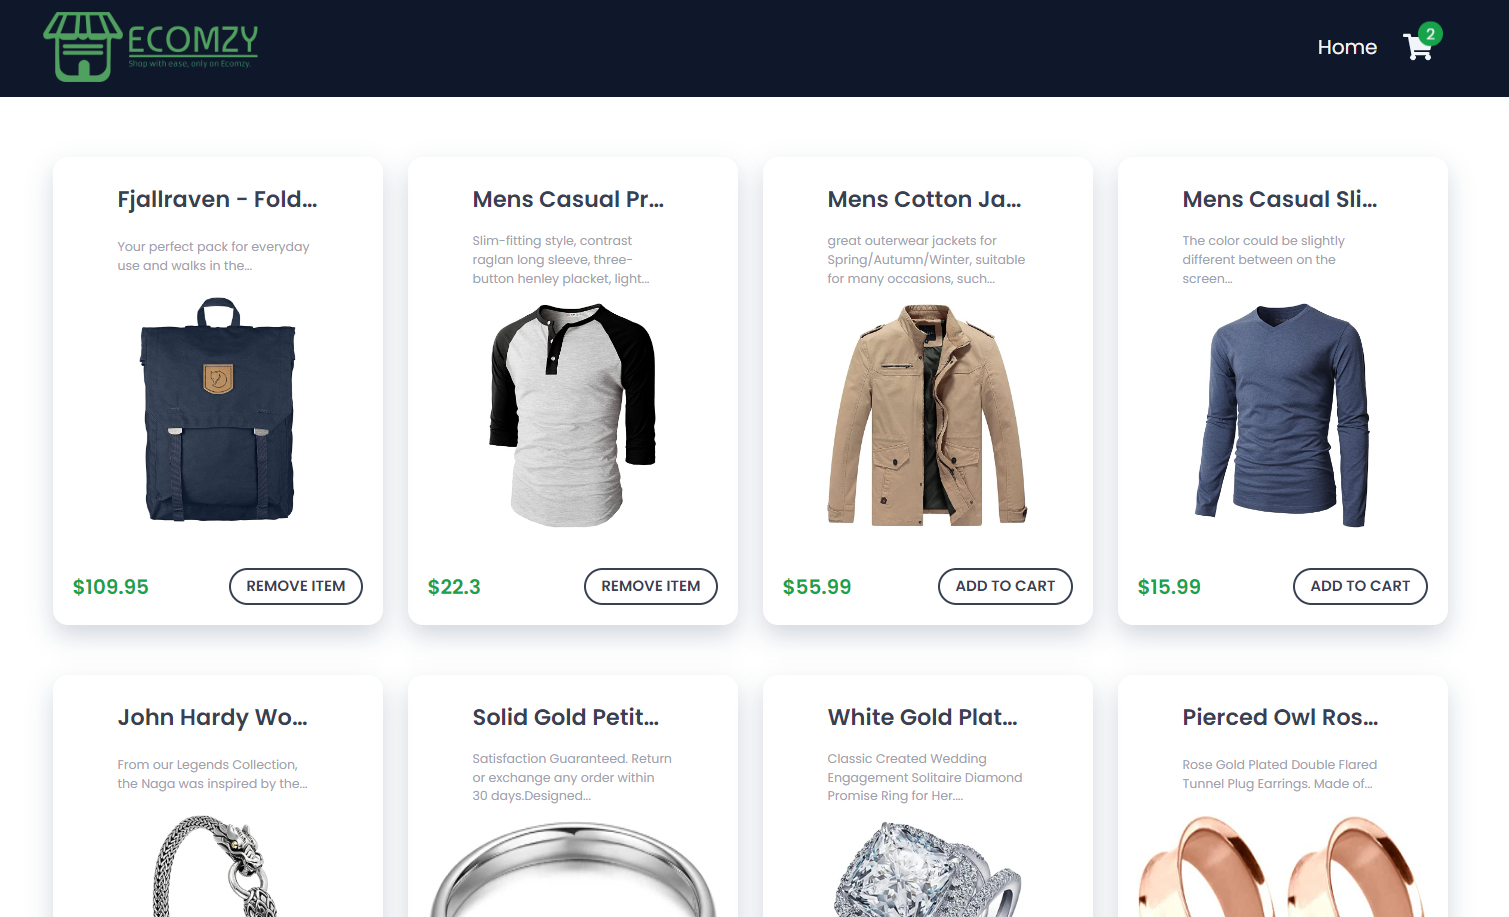 ECOMZY
Shop with ease, only on Ecomzy.
Home
2
Fjallraven - Fold...
Your perfect pack for everyday
use and walks in the...
$109.95
REMOVE ITEM
Mens Casual Pr...
Slim-fitting style, contrast
raglan long sleeve, three-
button henley placket, light...
$22.3
REMOVE ITEM
Mens Cotton Ja...
great outerwear jackets for
Spring/Autumn/Winter, suitable
for many occasions, such...
$55.99
ADD TO CART
Mens Casual Sli...
The color could be slightly
different between on the
screen...
$15.99
ADD TO CART
John Hardy Wo...
From our Legends Collection,
the Naga was inspired by the...
Solid Gold Petit...
Satisfaction Guaranteed. Return
or exchange any order within
30 days.Designed...
White Gold Plat...
Classic Created Wedding
Engagement Solitaire Diamond
Promise Ring for Her....
Pierced Owl Ros...
Rose Gold Plated Double Flared
Tunnel Plug Earrings. Made of...